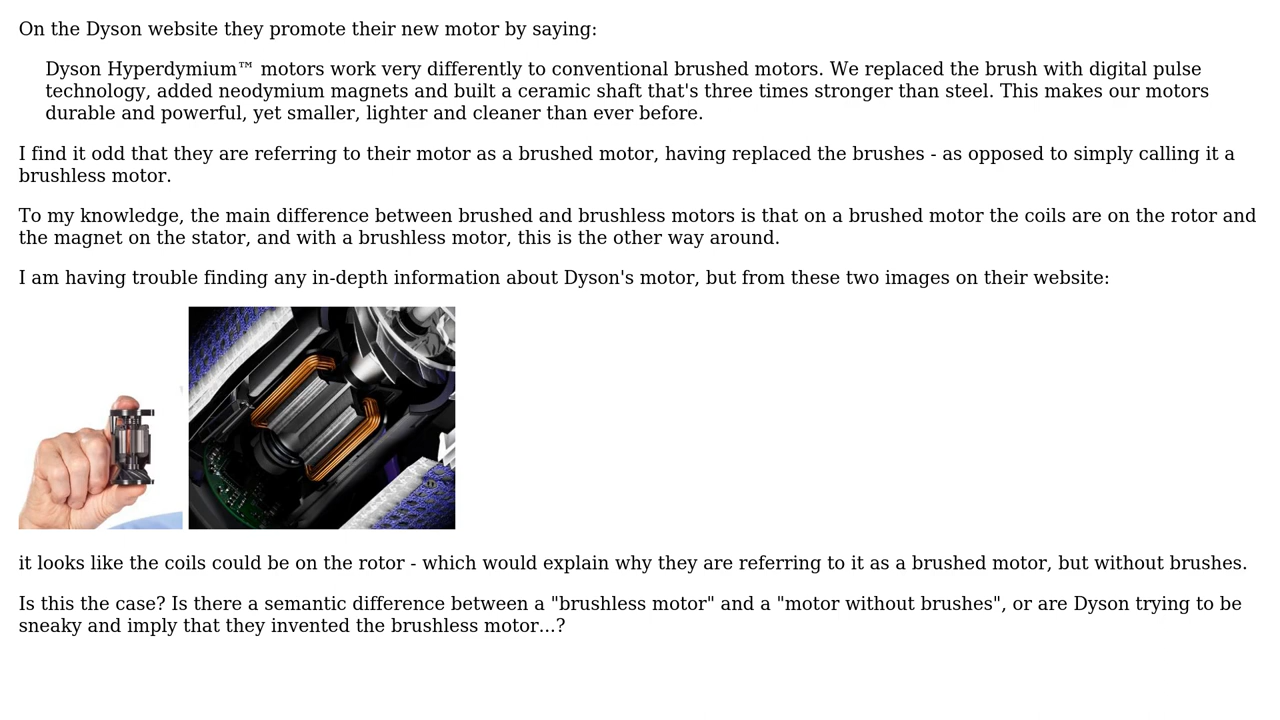 On the Dyson website they promote their new motor by saying:
Dyson Hyperdymium™ motors work very differently to conventional brushed motors. We replaced the brush with digital pulse
technology, added neodymium magnets and built a ceramic shaft that's three times stronger than steel. This makes our motors
durable and powerful, yet smaller, lighter and cleaner than ever before.
I find it odd that they are referring to their motor as a brushed motor, having replaced the brushes - as opposed to simply calling it a
brushless motor.
To my knowledge, the main difference between brushed and brushless motors is that on a brushed motor the coils are on the rotor and
the magnet on the stator, and with a brushless motor, this is the other way around.
I am having trouble finding any in-depth information about Dyson's motor, but from these two images on their website:
it looks like the coils could be on the rotor - which would explain why they are referring to it as a brushed motor, but without brushes.
Is this the case? Is there a semantic difference between a "brushless motor" and a "motor without brushes", or are Dyson trying to be
sneaky and imply that they invented the brushless motor...?